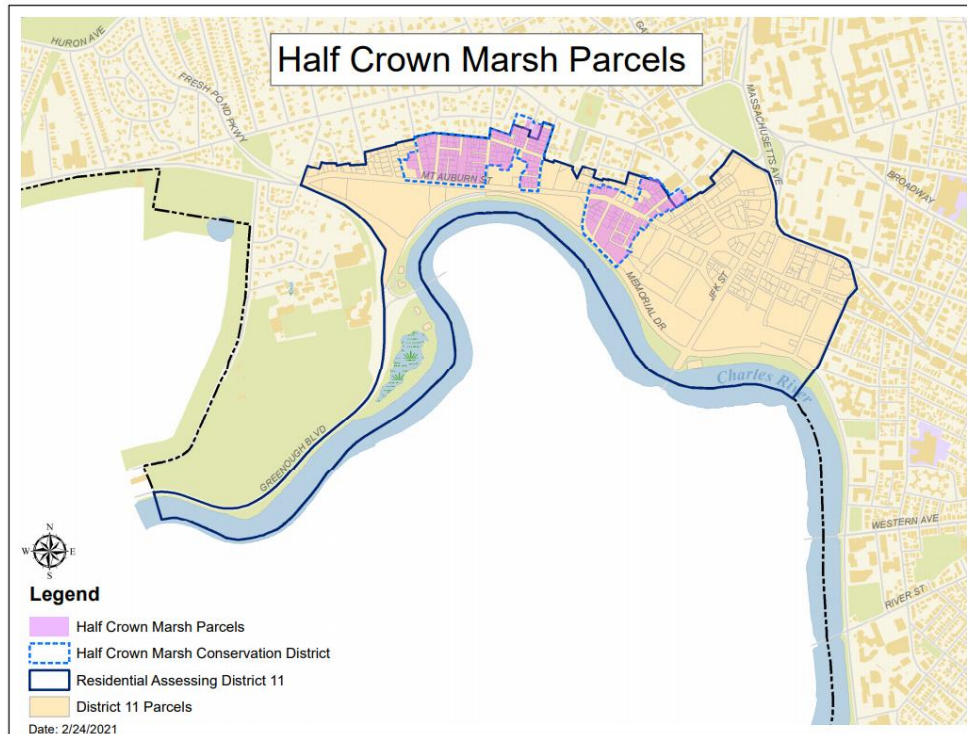 Half Crown Marsh Parcels
HURON AVE
FRESH POND PKWY
MASSACHUSETTS AVE
BROADWAY
MT AUBURN ST
JFK ST
MEMORIAL DR
Charles River
GREENOUGH BLVD
WESTERN AVE
RIVER ST
N
W E
S
Legend
Half Crown Marsh Parcels
Half Crown Marsh Conservation District
Residential Assessing District 11
District 11 Parcels
Date: 2/24/2021